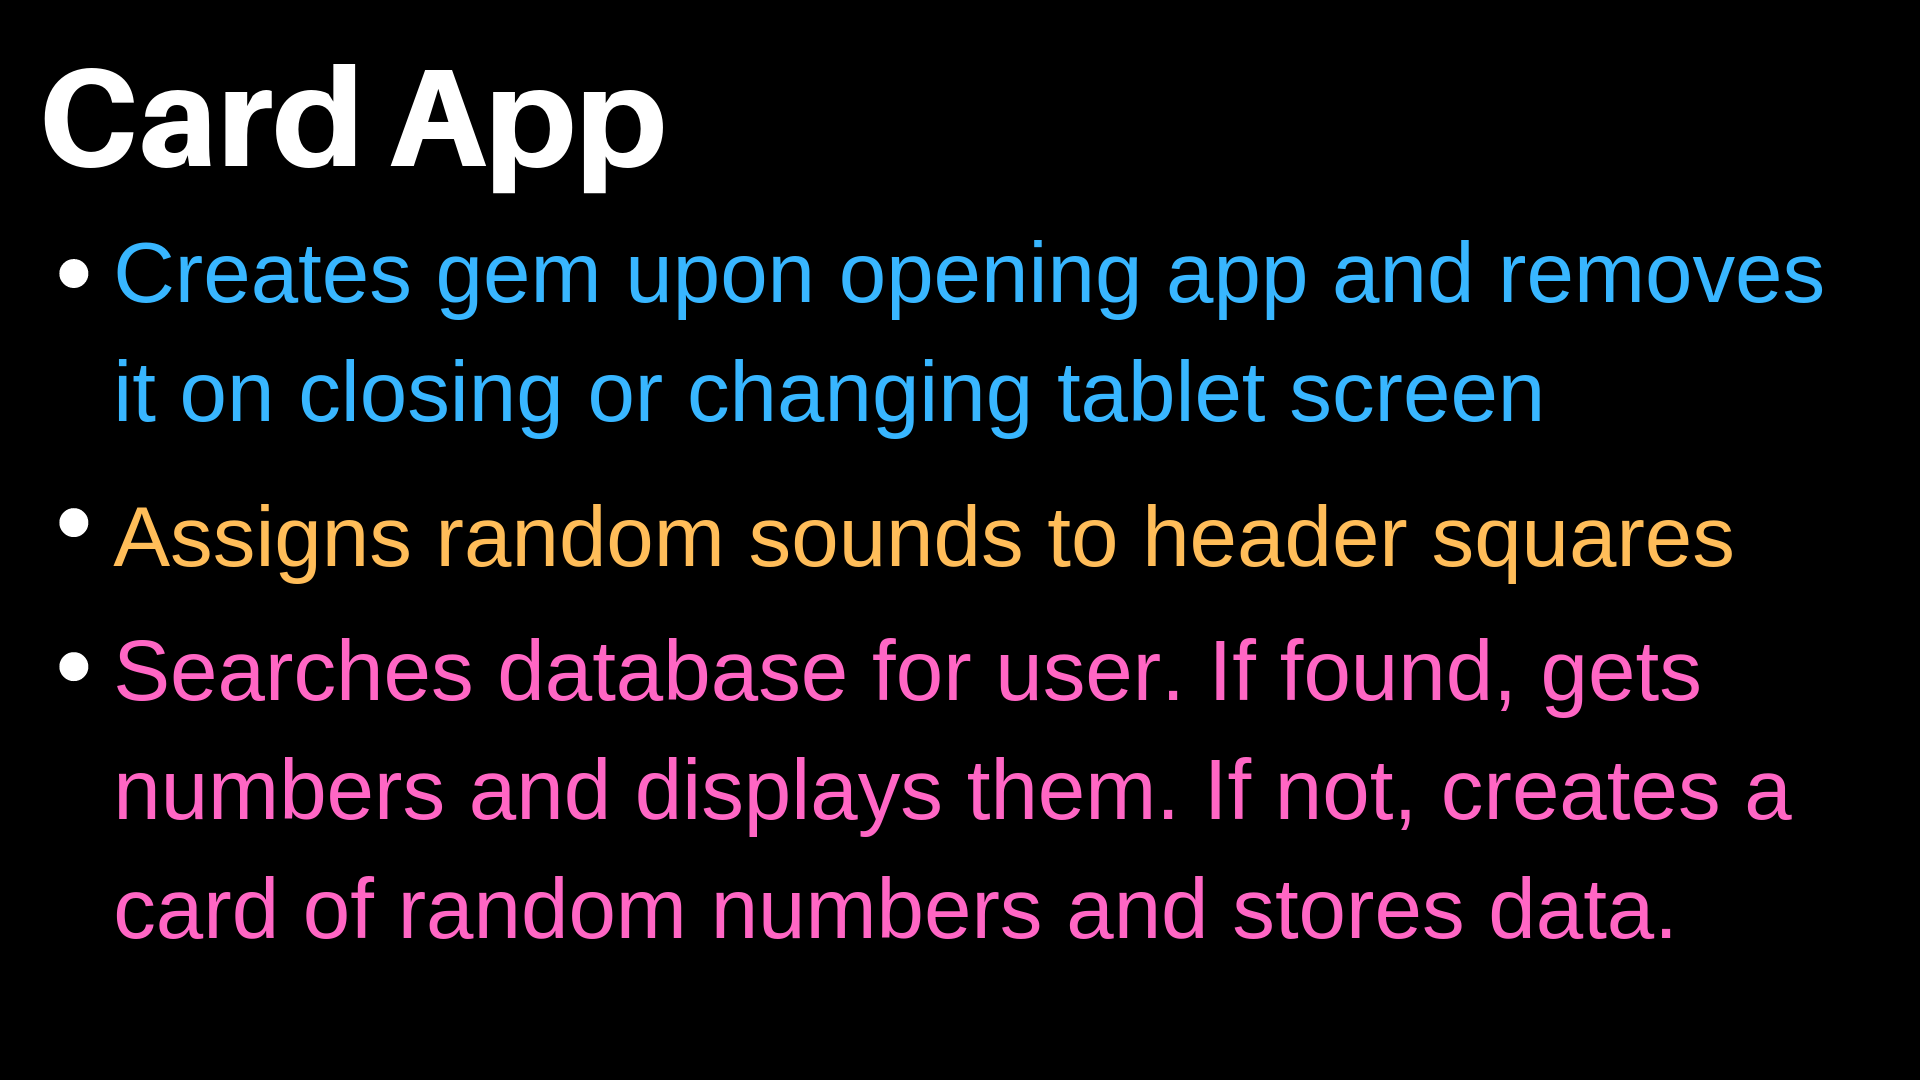 Card App
• Creates gem upon opening app and removes
it on closing or changing tablet screen
• Assigns random sounds to header squares
• Searches database for user. If found, gets
numbers and displays them. If not, creates a
card of random numbers and stores data.